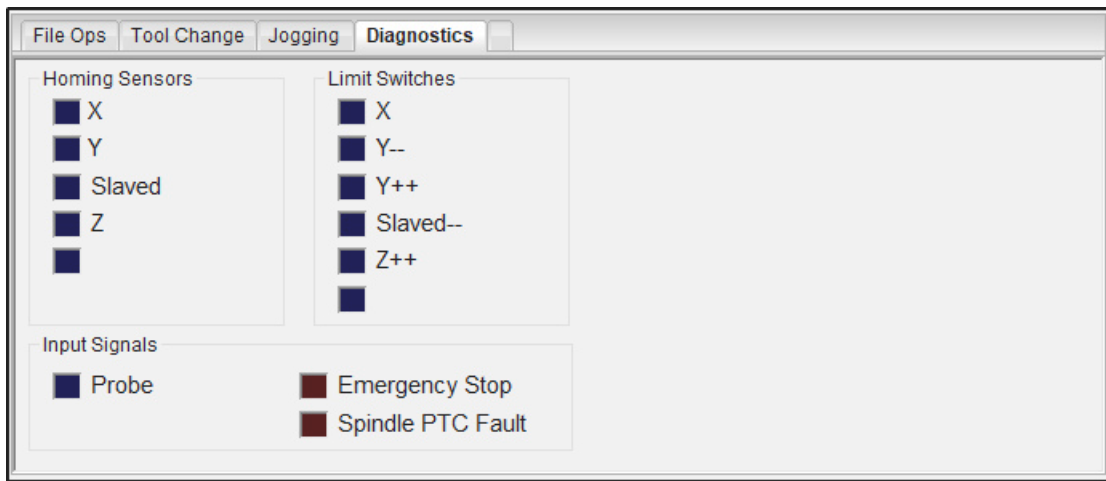 File Ops Tool Change Jogging Diagnostics
Homing Sensors
X
Y
Slaved
Z
Limit Switches
X
Y--
Y++
Slaved--
Z++
Input Signals
Probe
Emergency Stop
Spindle PTC Fault